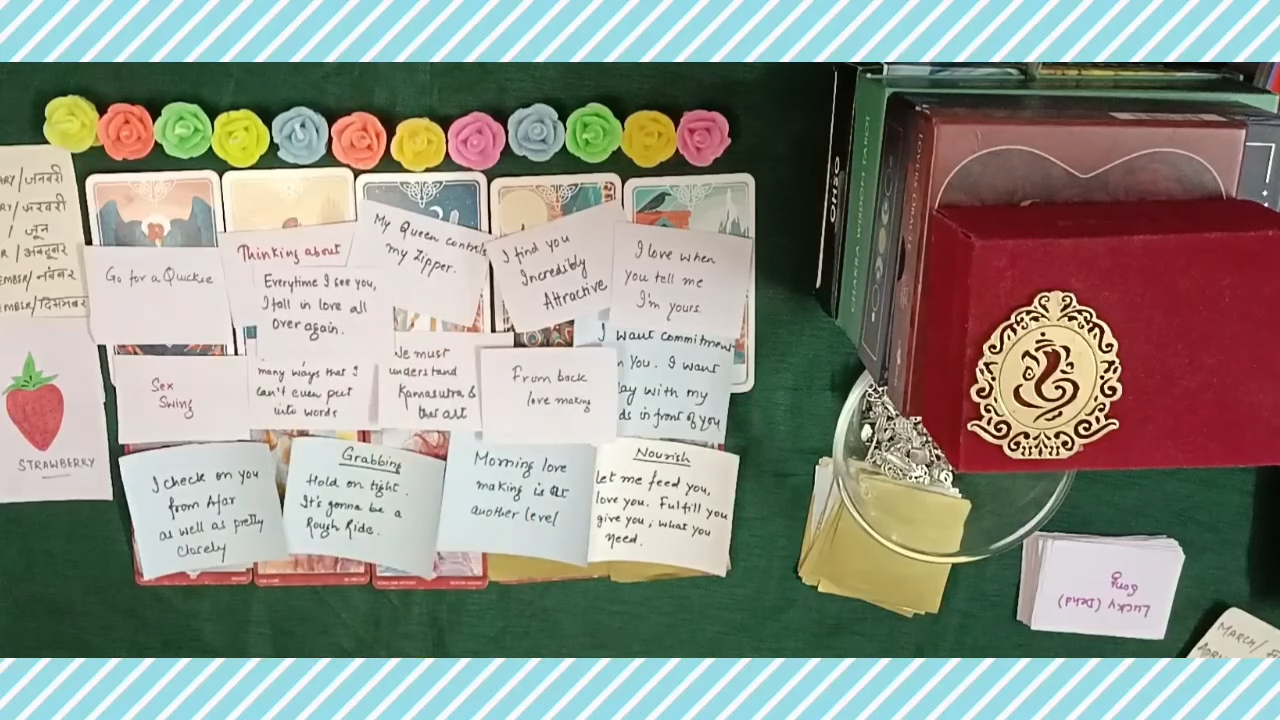 ARY/जनवरी
RY/फरवरी
/ जून
R / अक्टूबर
EMBER/ नवंबर
EMBER/दिसम्बर
STRAWBERRY
Go for a Quickie
Thinking about
Everytime I see you,
I fall in love all
over again.
My Queen controls
my Zipper.
I find you
Incredibly
Attractive
I love when
you tell me
I'm yours.
Sex
Swing
many ways that I
can't even put
into words
We must
understand
Kamasutra &
that art
From back
love making
I want commitment
You. I want
with my
in front of you
I check on you
from Afar
as well as pretty
closely
Grabbing
Hold on tight.
It's gonna be a
Rough Ride.
Morning love
making is at
another level
Nourish
Let me feed you,
love you. Fulfill you
give you, what you
Need.
OSHO
CHAKRA WISDOM TAROT
LOVERS ORACLE
Lucky (Dend)
Song
MARCH/